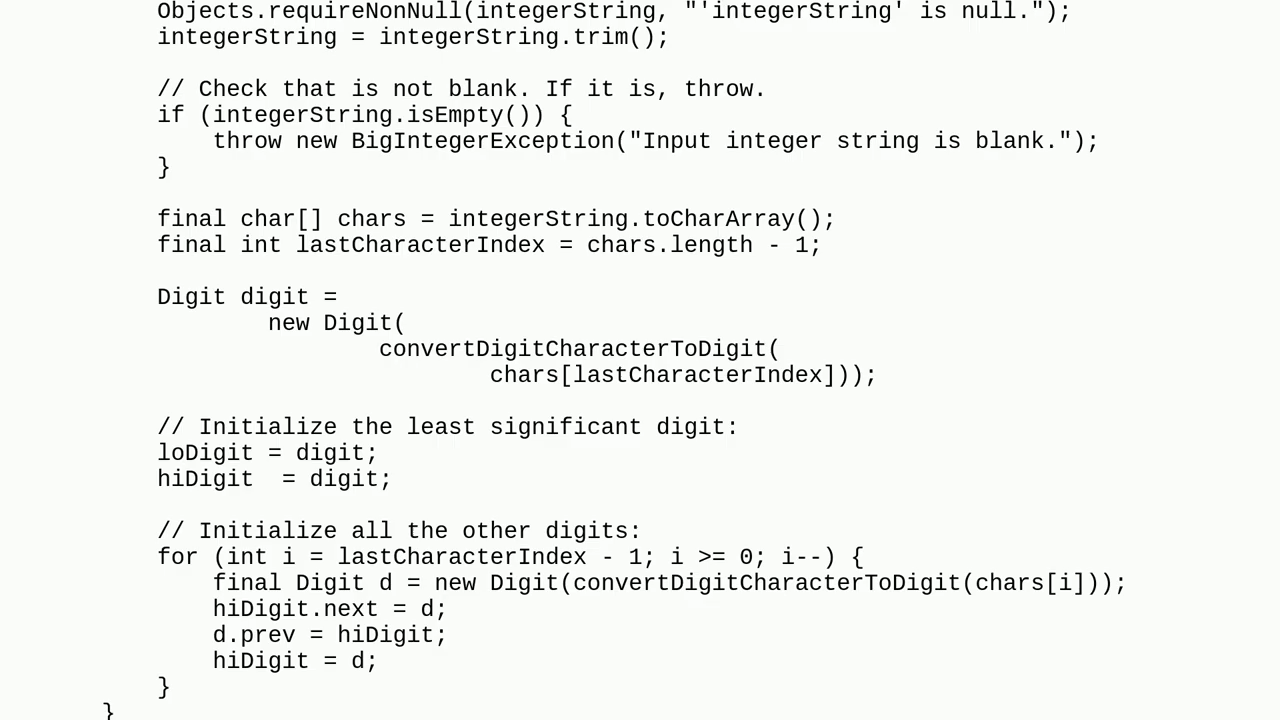 Objects.requireNonNull(integerString, "'integerString' is null.");
integerString = integerString.trim();
// Check that is not blank. If it is, throw.
if (integerString.isEmpty()) {
throw new BigIntegerException("Input integer string is blank.");
}
final char[] chars = integerString.toCharArray();
final int lastCharacterIndex = chars.length - 1;
Digit digit =
new Digit(
convertDigitCharacterToDigit(
chars[lastCharacterIndex]));
// Initialize the least significant digit:
loDigit = digit;
hiDigit  = digit;
// Initialize all the other digits:
for (int i = lastCharacterIndex - 1; i >= 0; i--) {
final Digit d = new Digit(convertDigitCharacterToDigit(chars[i]));
hiDigit.next = d;
d.prev = hiDigit;
hiDigit = d;
}
}